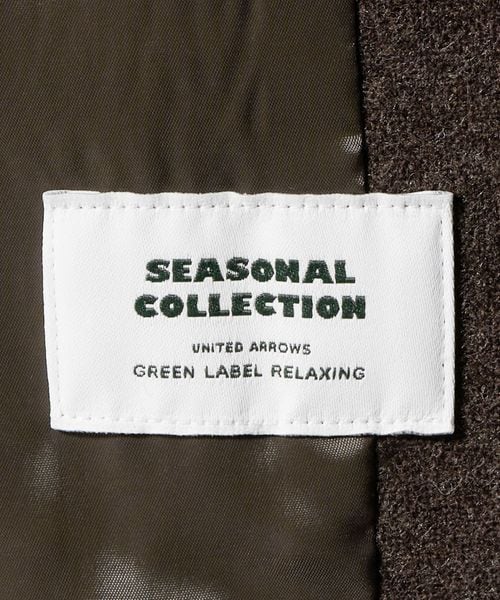 SEASONAL
COLLECTION
UNITED ARROWS
GREEN LABEL RELAXING